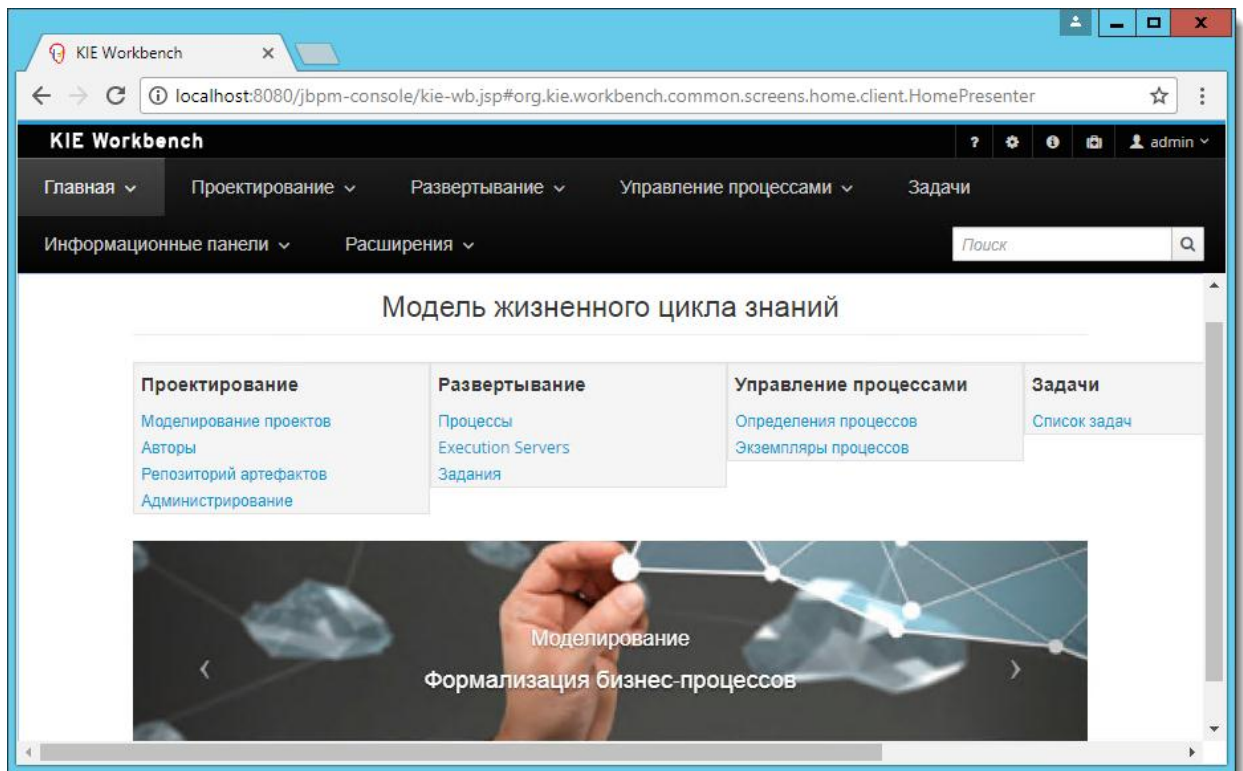 KIE Workbench
localhost:8080/jbpm-console/kie-wb.jsp#org.kie.workbench.common.screens.home.client.HomePresenter
KIE Workbench ? admin
Главная Проектирование Развертывание Управление процессами Задачи
Информационные панели Расширения Поиск
Модель жизненного цикла знаний
Проектирование
Моделирование проектов
Авторы
Репозиторий артефактов
Администрирование
Развертывание
Процессы
Execution Servers
Задания
Управление процессами
Определения процессов
Экземпляры процессов
Задачи
Список задач
Моделирование
Формализация бизнес-процессов